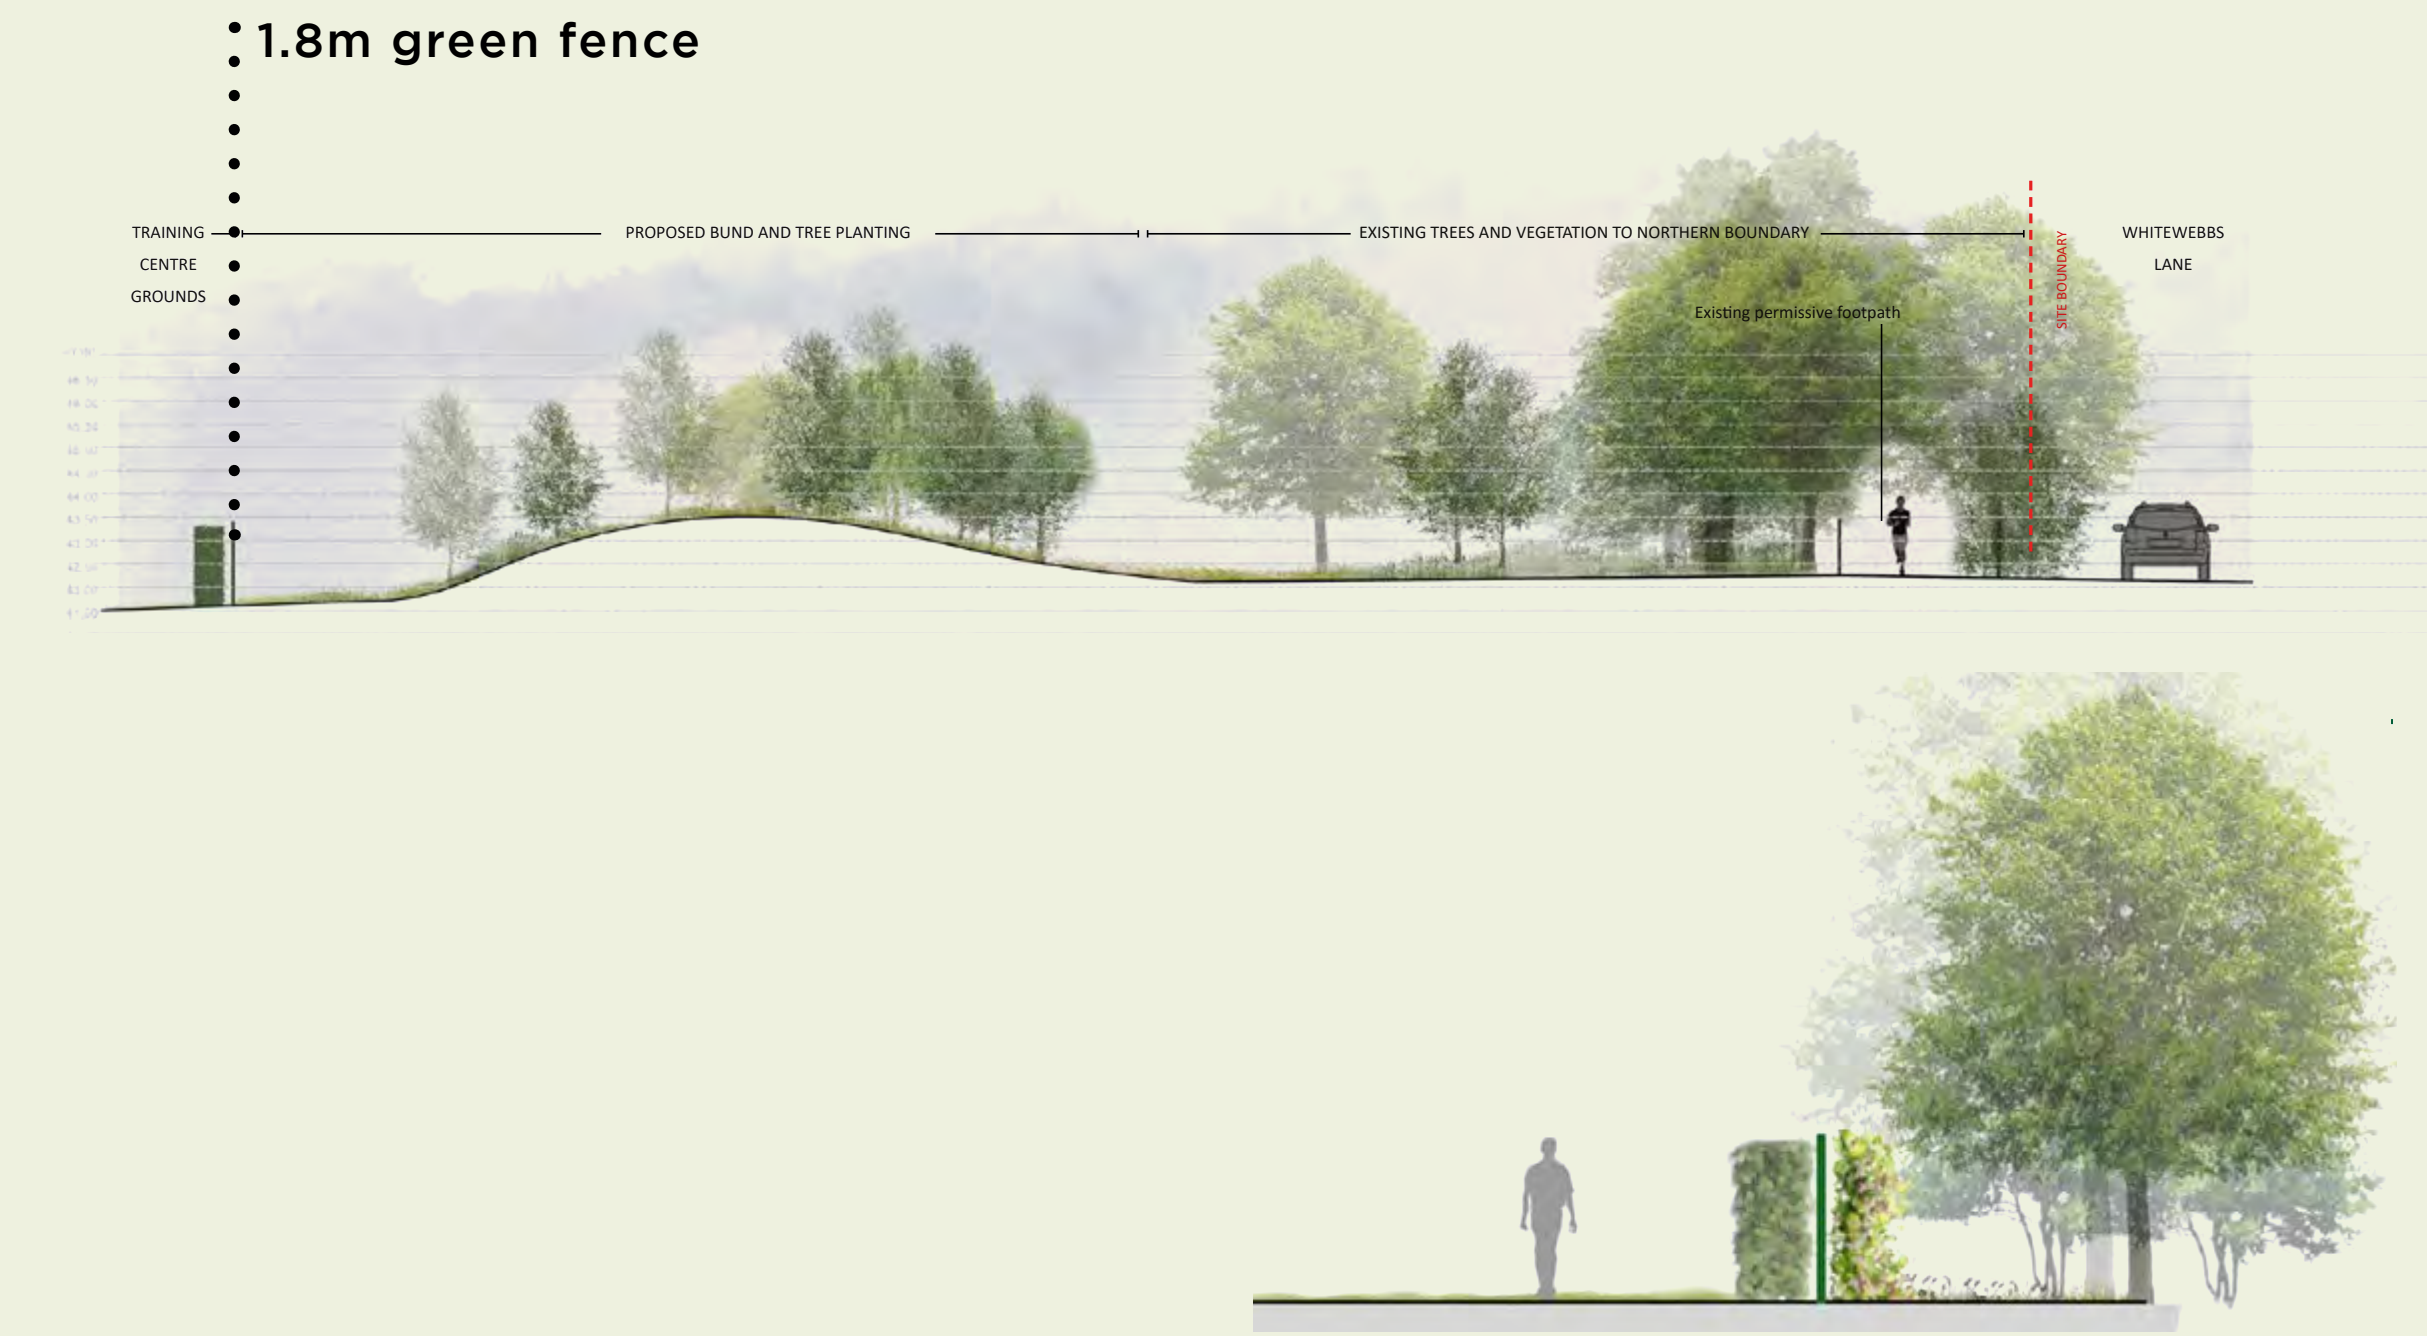 1.8m green fence
TRAINING
CENTRE
GROUNDS
PROPOSED BUND AND TREE PLANTING
EXISTING TREES AND VEGETATION TO NORTHERN BOUNDARY
Existing permissive footpath
SITE BOUNDARY
WHITEWEBBS
LANE